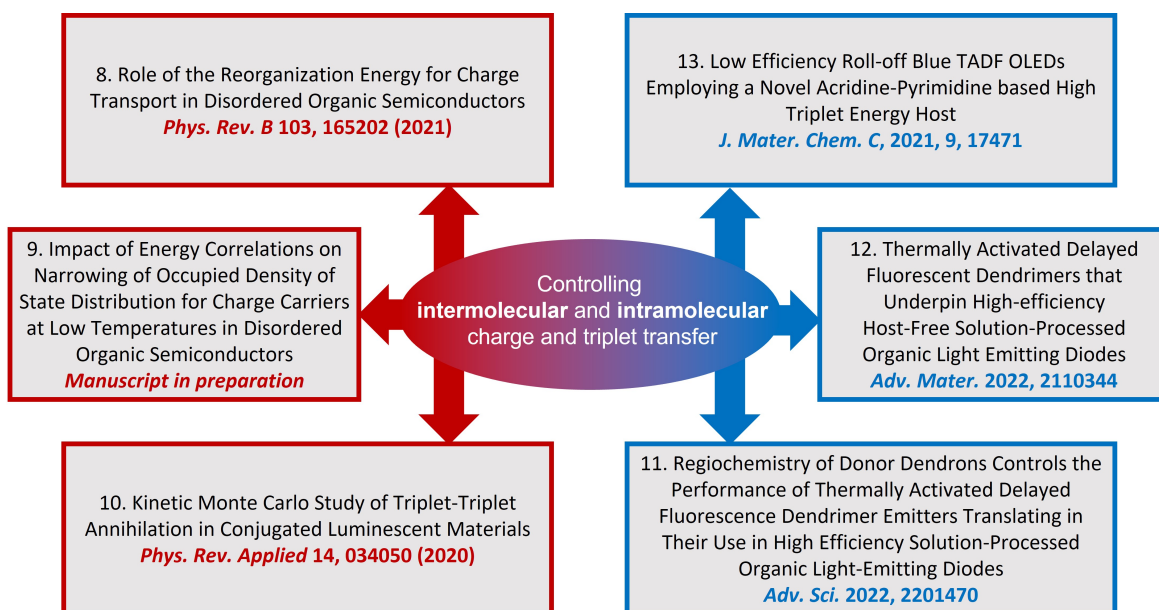 8. Role of the Reorganization Energy for Charge
Transport in Disordered Organic Semiconductors
Phys. Rev. B 103, 165202 (2021)
13. Low Efficiency Roll-off Blue TADF OLEDs
Employing a Novel Acridine-Pyrimidine based High
Triplet Energy Host
J. Mater. Chem. C, 2021, 9, 17471
9. Impact of Energy Correlations on
Narrowing of Occupied Density of
State Distribution for Charge Carriers
at Low Temperatures in Disordered
Organic Semiconductors
Manuscript in preparation
Controlling
intermolecular and intramolecular
charge and triplet transfer
12. Thermally Activated Delayed
Fluorescent Dendrimers that
Underpin High-efficiency
Host-Free Solution-Processed
Organic Light Emitting Diodes
Adv. Mater. 2022, 2110344
10. Kinetic Monte Carlo Study of Triplet-Triplet
Annihilation in Conjugated Luminescent Materials
Phys. Rev. Applied 14, 034050 (2020)
11. Regiochemistry of Donor Dendrons Controls the
Performance of Thermally Activated Delayed
Fluorescence Dendrimer Emitters Translating in
Their Use in High Efficiency Solution-Processed
Organic Light-Emitting Diodes
Adv. Sci. 2022, 2201470